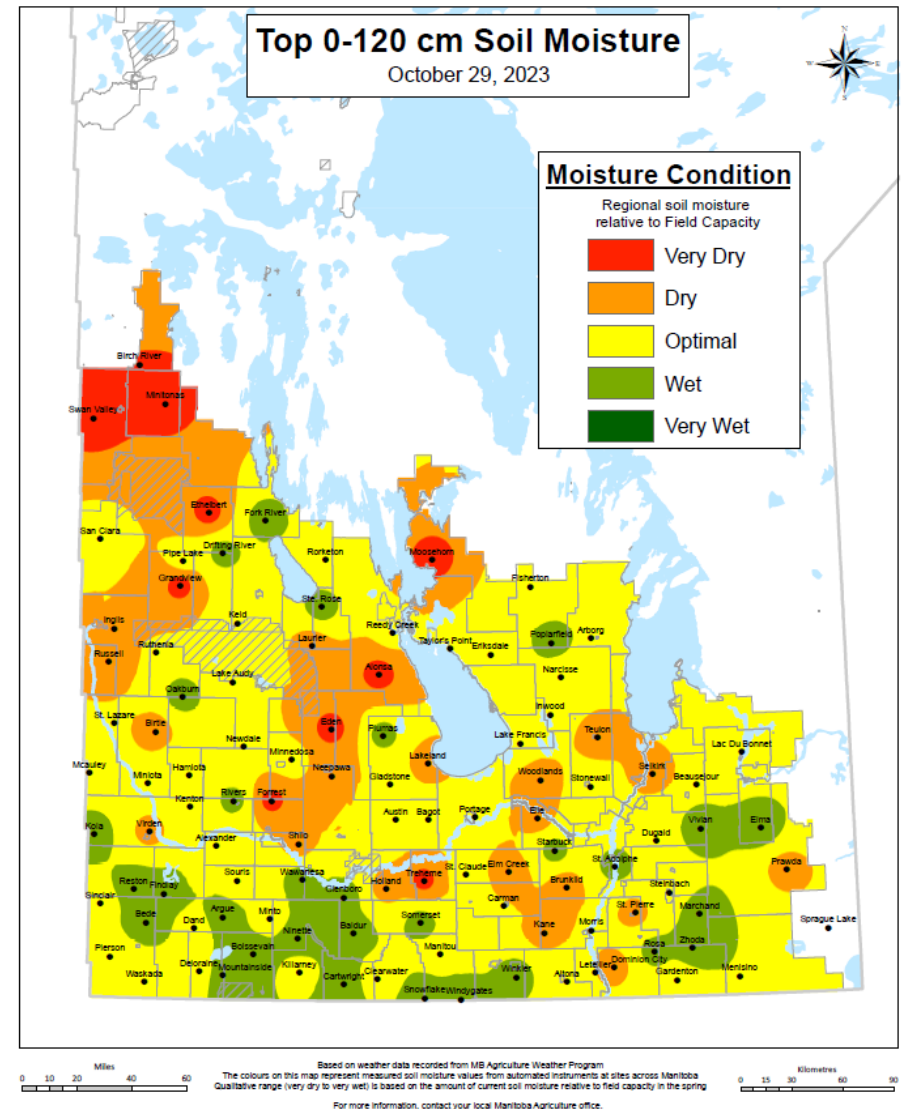 Top 0-120 cm Soil Moisture
October 29, 2023
N
W
E
S
Moisture Condition
Regional soil moisture
relative to Field Capacity
Very Dry
Dry
Optimal
Wet
Very Wet
Birch River
Minitonas
Swan Valley
Ethelbert
Fork River
San Clara
Drifting River
Pipe Lake
Rorketon
Moosehorn
Grandview
Fisherton
Ste. Rose
Inglis
Keld
Reedy Creek
Poplarfield
Arborg
Ruthenia
Laurier
Taylor's Point
Eriksdale
Russell
Lake Audy
Alonsa
Narcisse
Oakburn
St. Lazare
Birtle
Eden
Plumas
Inwood
Newdale
Lake Francis
Teulon
Lac Du Bonnet
Minnedosa
Lakeland
Mcauley
Miniota
Hamiota
Neepawa
Gladstone
Woodlands
Stonewall
Selkirk
Beausejour
Kenton
Rivers
Forrest
Austin
Bagot
Portage
Elie
Kola
Virden
Alexander
Shilo
Starbuck
Dugald
Vivian
Elma
Reston
Findlay
Souris
Wawanesa
Glenboro
Holland
Treherne
St. Claude
Elm Creek
Brunkild
St. Adolphe
Steinbach
Prawda
Sinclair
Bede
Dand
Argue
Minto
Ninette
Baldur
Somerset
Carman
Kane
Morris
St. Pierre
Marchand
Sprague Lake
Pierson
Waskada
Deloraine
Boissevain
Mountainside
Killarney
Cartwright
Clearwater
Manitou
Snowflake
Windygates
Winkler
Altona
Letellier
Dominion City
Rosa
Zhoda
Gardenton
Menisino
Miles
0 10 20 40 60
Based on weather data recorded from MB Agriculture Weather Program
The colours on this map represent measured soil moisture values from automated instruments at sites across Manitoba
Qualitative range (very dry to very wet) is based on the amount of current soil moisture relative to field capacity in the spring
For more information, contact your local Manitoba Agriculture office.
Kilometres
0 15 30 60 90